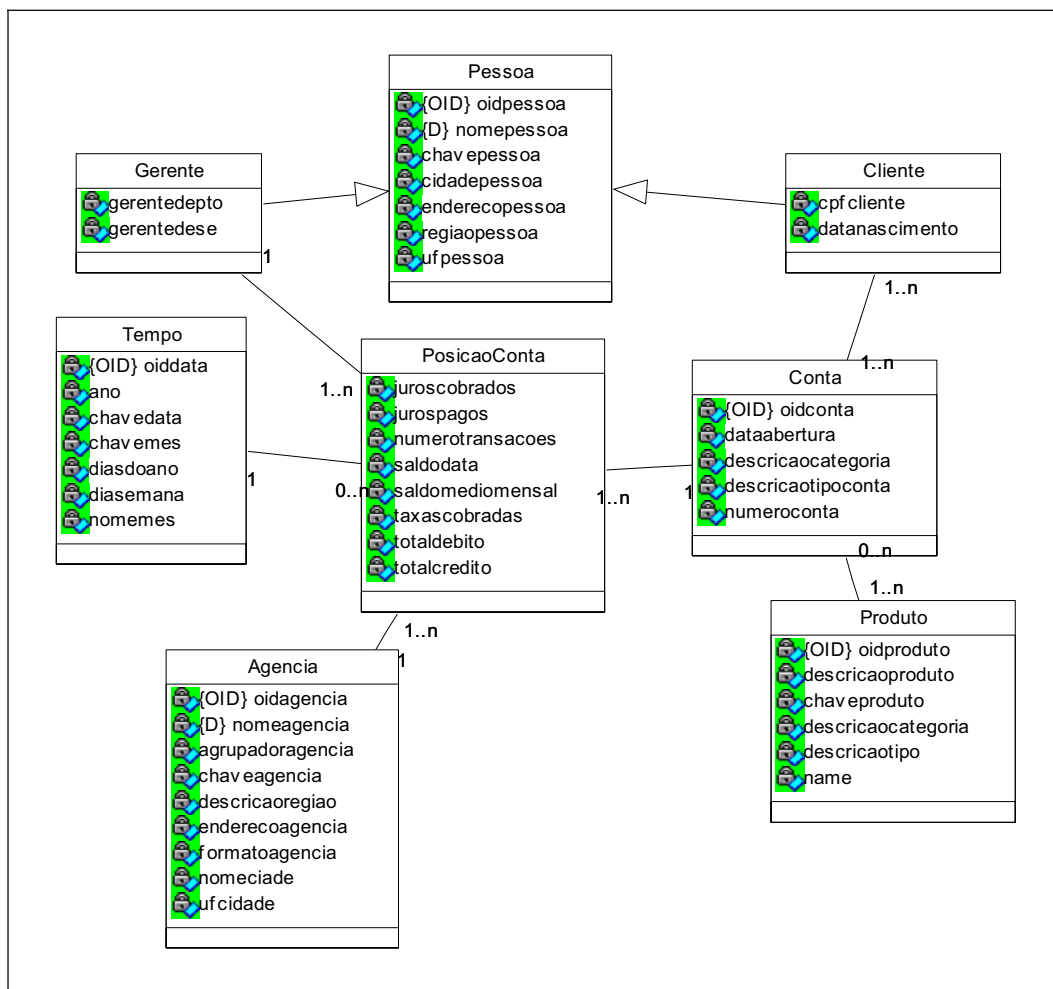 Pessoa
{OID} oidpessoa
{D} nomepessoa
chavepessoa
cidadepessoa
enderecopessoa
regiaopessoa
ufpessoa
Gerente
gerentedepto
gerentedese
1
Cliente
cpfcliente
datanascimento
1..n
Tempo
{OID} oiddata
ano
chavedata
chavemes
diasdoano
diasemana
nomemes
1
PosicaoConta
juroscobrados
jurospagos
numerotransacoes
saldodata
saldomediomensal
taxascobradas
totaldebito
totalcredito
1..n
0..n
1..n
1..n
Conta
{OID} oidconta
dataabertura
descricaocategoria
descricaotipoconta
numeroconta
1..n
1
0..n
1..n
Produto
{OID} oidproduto
descricaoproduto
chaveproduto
descricaocategoria
descricaotipo
name
Agencia
1
{OID} oidagencia
{D} nomeagencia
agrupadoragencia
chaveagencia
descricaoregiao
enderecoagencia
formatoagencia
nomeciade
ufcidade